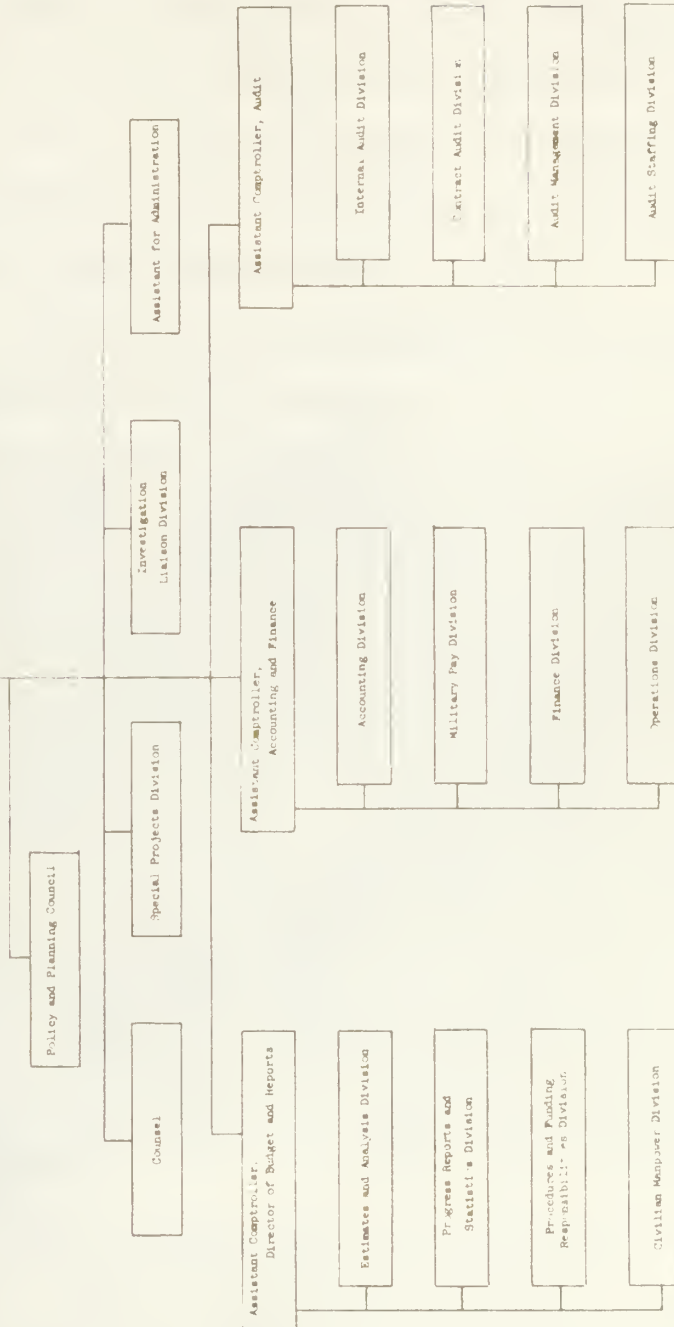 Policy and Planning Council
Counsel
Special Projects Division
Investigation
Liaison Division
Assistant for Administration
Assistant Comptroller,
Director of Budget and Reports
Estimates and Analysis Division
Progress Reports and
Statistics Division
Procedures and Funding
Responsibilities Division
Civilian Manpower Division
Assistant Comptroller,
Accounting and Finance
Accounting Division
Military Pay Division
Finance Division
Operations Division
Assistant Comptroller, Audit
Internal Audit Division
Contract Audit Division
Audit Management Division
Audit Staffing Division